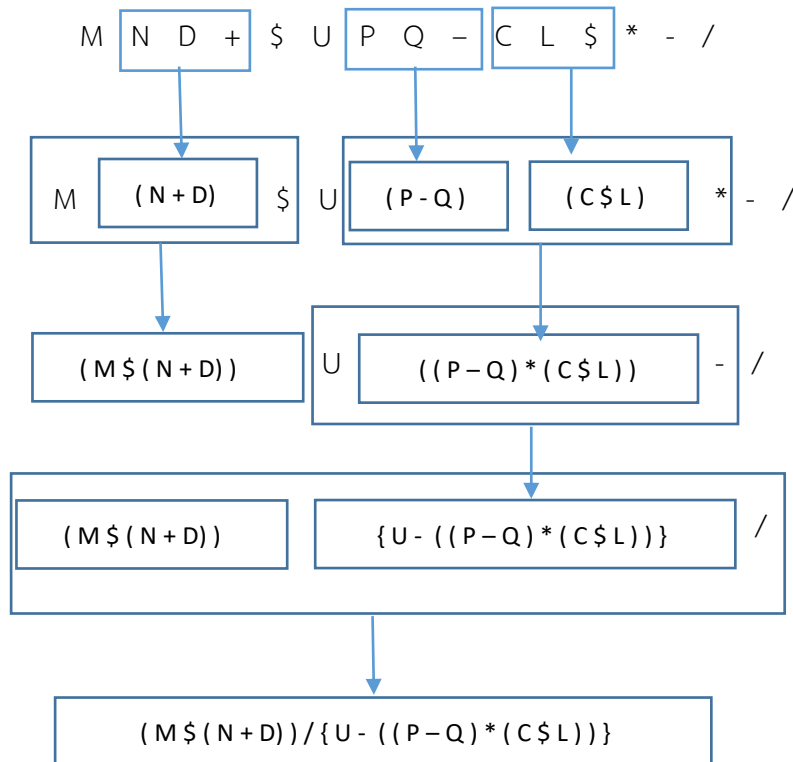 M N D + $ U P Q – C L $ * - /
M ( N + D) $ U ( P - Q ) ( C $ L ) * - /
( M $ ( N + D) ) U ( ( P – Q ) * ( C $ L ) ) - /
( M $ ( N + D) ) { U - ( ( P – Q ) * ( C $ L ) ) } /
( M $ ( N + D) ) / { U - ( ( P – Q ) * ( C $ L ) ) }